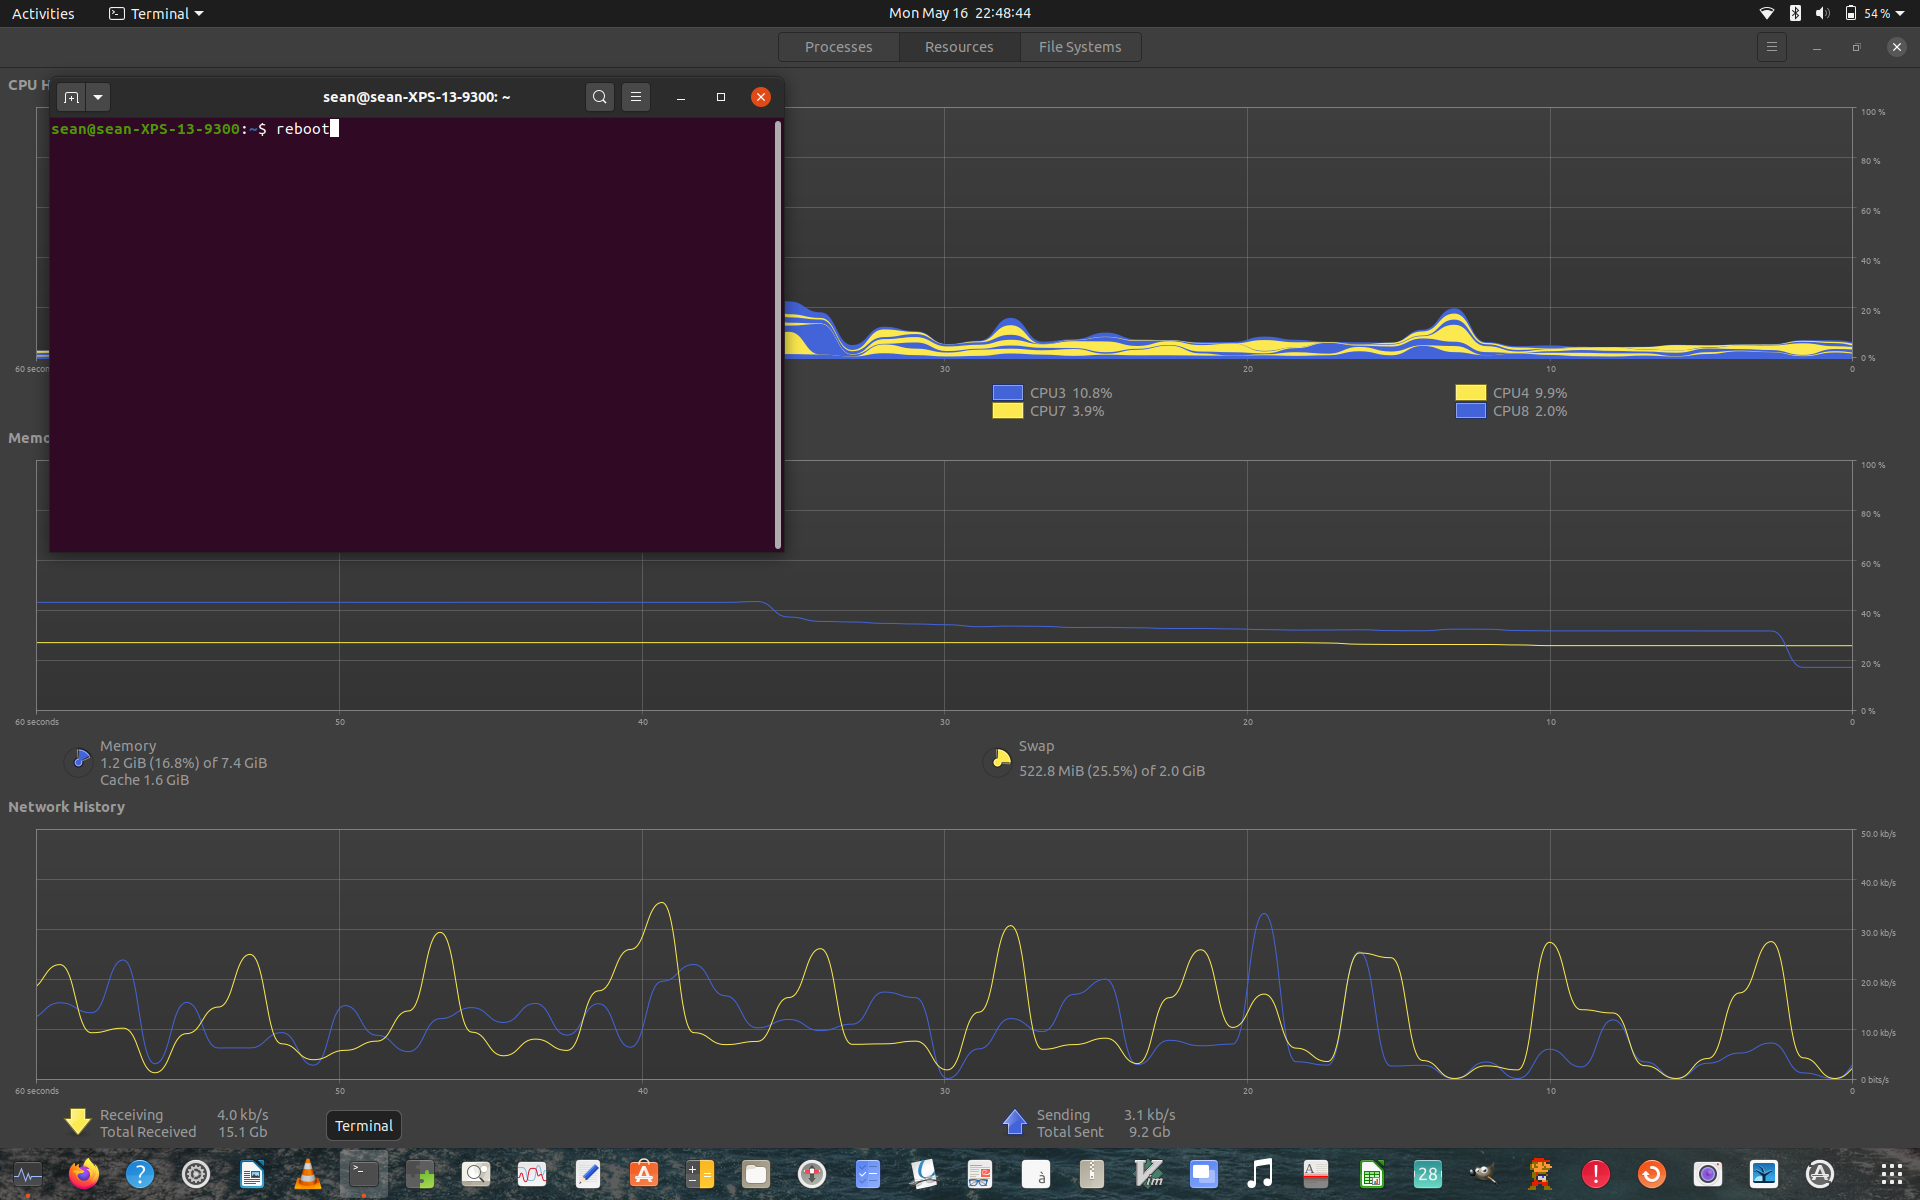 Activities Terminal Mon May 16 22:48:44 54 %
Processes Resources File Systems
CPU H
sean@sean-XPS-13-9300: ~
sean@sean-XPS-13-9300:~$ reboot
100 %
80 %
60 %
40 %
20 %
0 %
60 secon 30 20 10 0
CPU3 10.8% CPU4 9.9%
CPU7 3.9% CPU8 2.0%
Memo
100 %
80 %
60 %
40 %
20 %
0 %
60 seconds 50 40 30 20 10 0
Memory
1.2 GiB (16.8%) of 7.4 GiB
Cache 1.6 GiB
Swap
522.8 MiB (25.5%) of 2.0 GiB
Network History
50.0 kb/s
40.0 kb/s
30.0 kb/s
20.0 kb/s
10.0 kb/s
0 bits/s
60 seconds 50 40 30 20 10 0
Receiving 4.0 kb/s
Total Received 15.1 Gb
Terminal
Sending 3.1 kb/s
Total Sent 9.2 Gb
? à Vim A 28